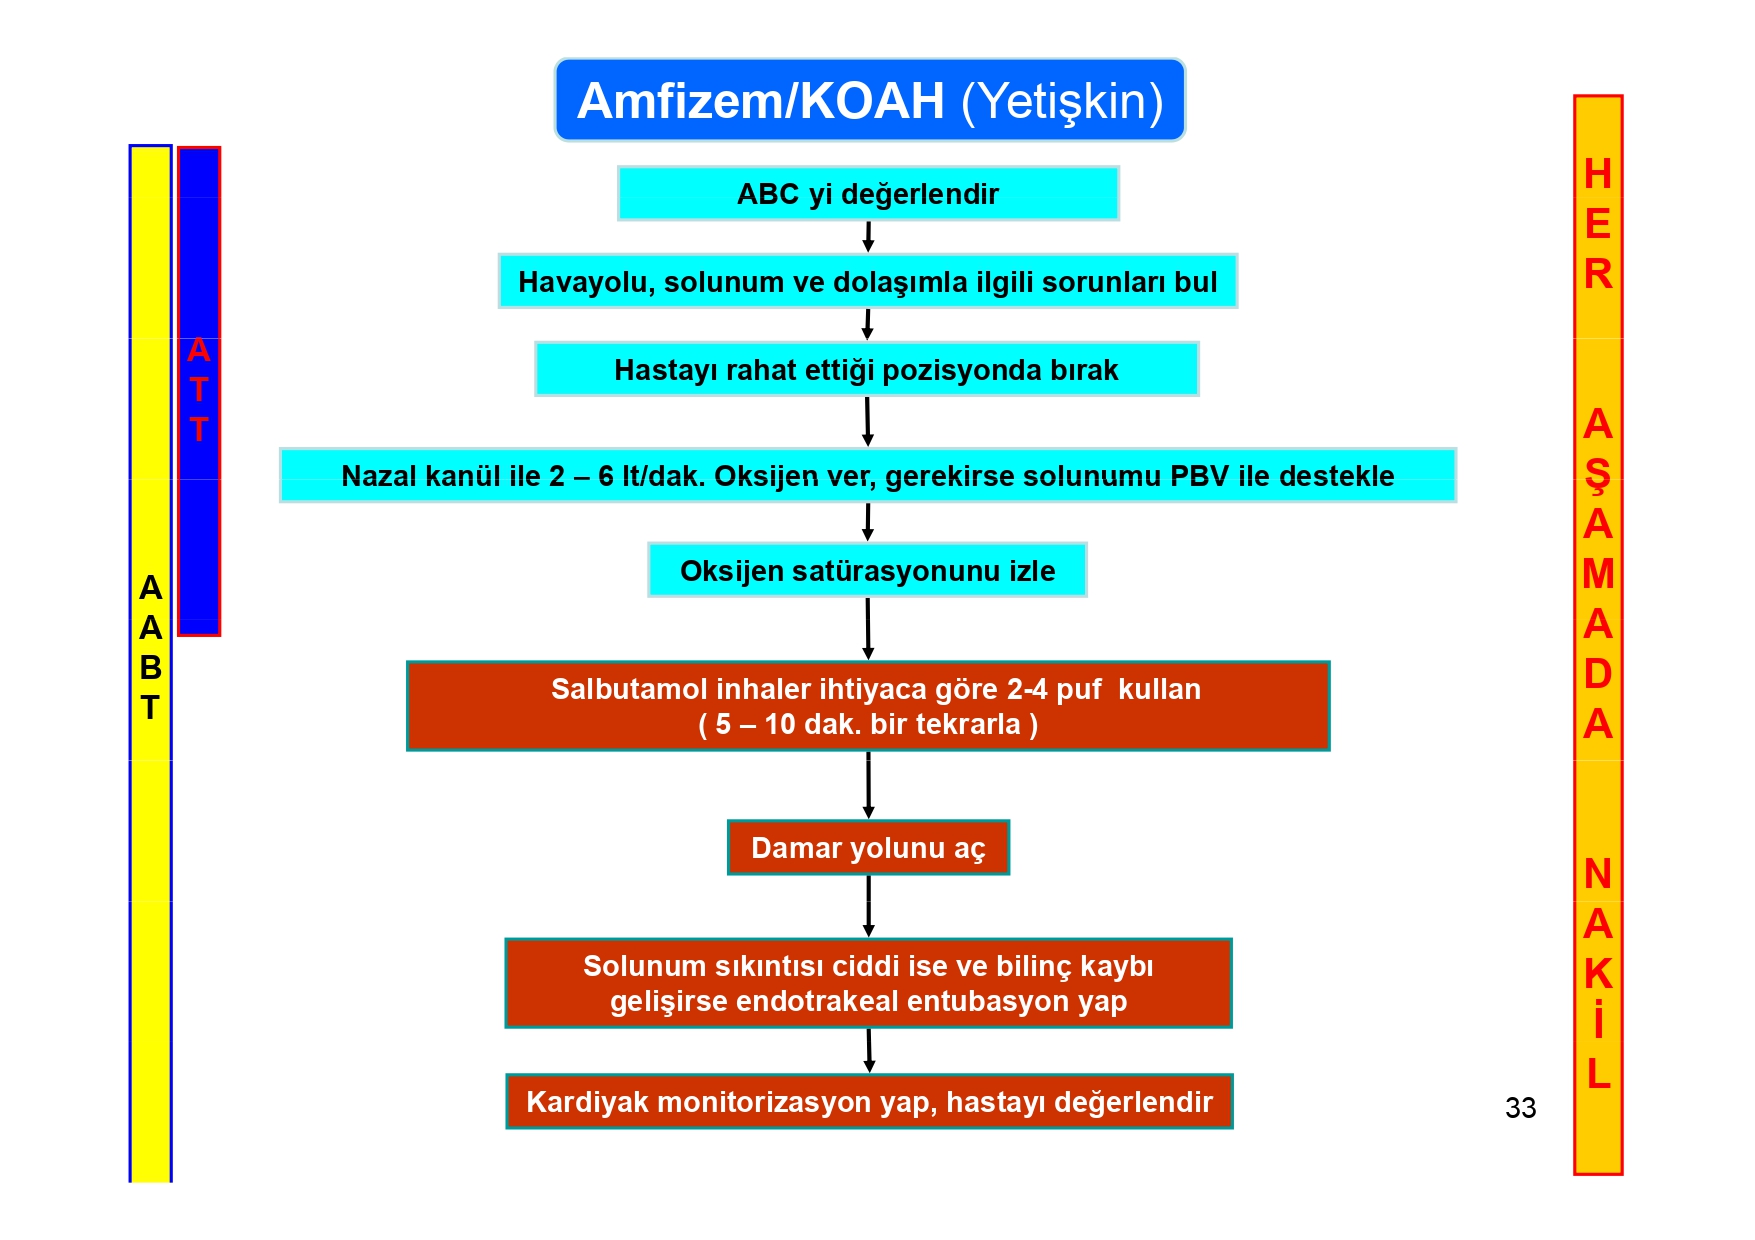 Amfizem/KOAH (Yetişkin)
ABC yi değerlendir
Havayolu, solunum ve dolaşımla ilgili sorunları bul
Hastayı rahat ettiği pozisyonda bırak
Nazal kanül ile 2 – 6 lt/dak. Oksijen ver, gerekirse solunumu PBV ile destekle
Oksijen satürasyonunu izle
Salbutamol inhaler ihtiyaca göre 2-4 puf  kullan
( 5 – 10 dak. bir tekrarla )
Damar yolunu aç
Solunum sıkıntısı ciddi ise ve bilinç kaybı
gelişirse endotrakeal entubasyon yap
Kardiyak monitorizasyon yap, hastayı değerlendir
AABT
ATT
HER AŞAMADA NAKİL
33